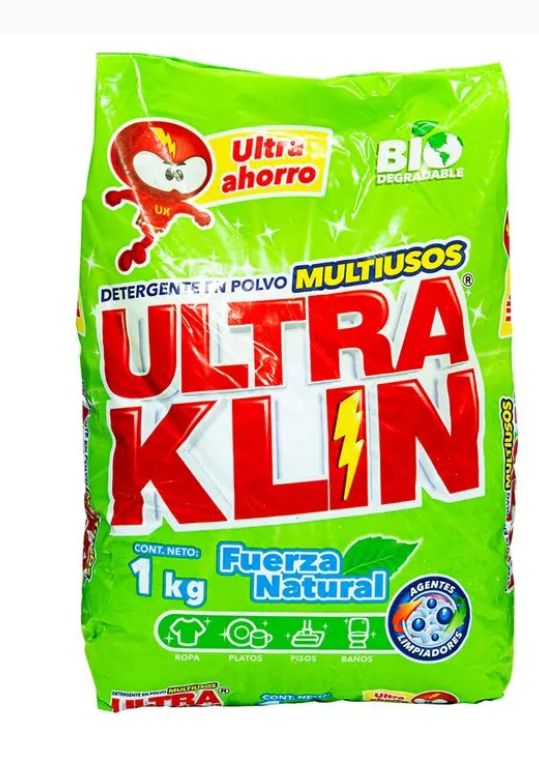 Ultra
ahorro
BIO
DEGRADABLE
UK
DETERGENTE EN POLVO MULTIUSOS
ULTRA ®
KLIN
CONT. NETO:
1 kg
Fuerza
Natural
AGENTES
LIMPIADORES
ROPA PLATOS PISOS BAÑOS
DETERGENTE EN POLVO MULTIUSOS
ULTRA ®
CONT. NETO:
Ultra
ahorro
MULTIUSOS